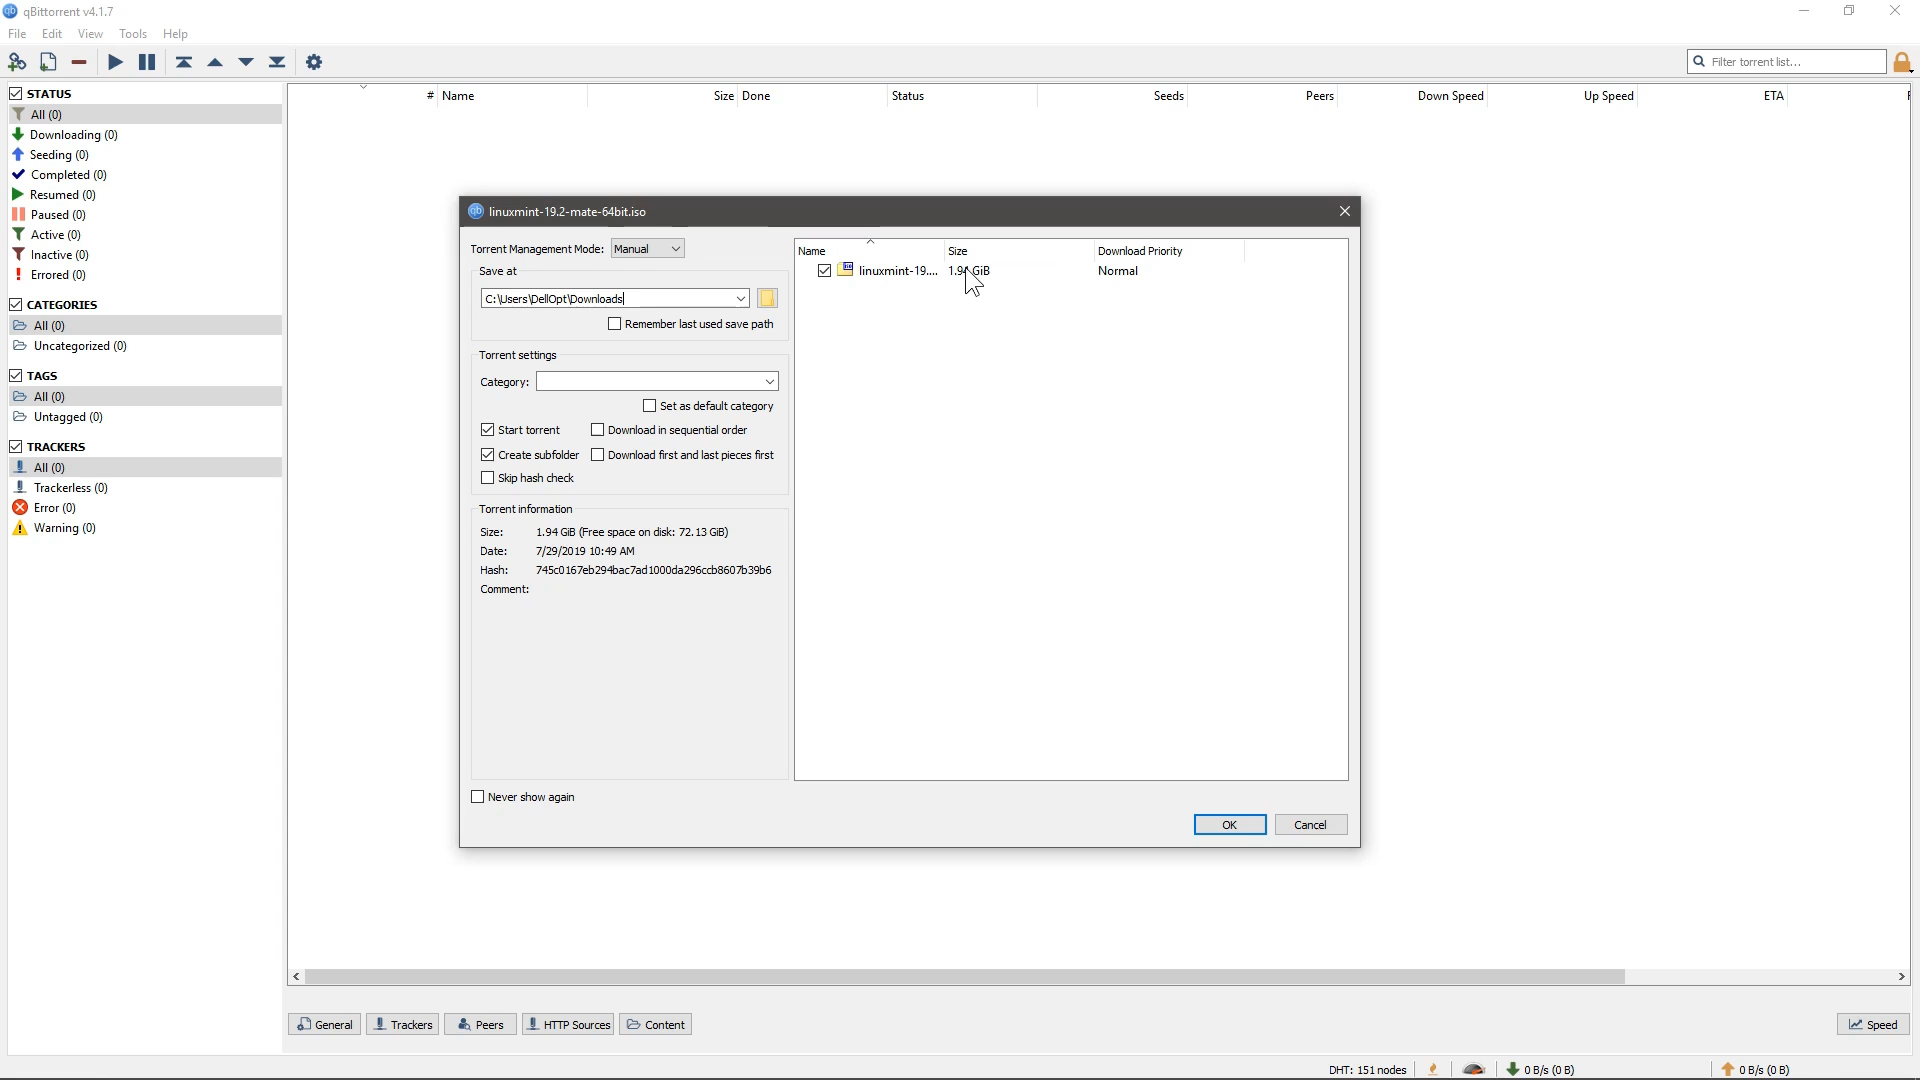 qBittorrent v4.1.7
File Edit View Tools Help
Filter torrent list...
STATUS
All (0)
Downloading (0)
Seeding (0)
Completed (0)
Resumed (0)
Paused (0)
Active (0)
Inactive (0)
Errored (0)
CATEGORIES
All (0)
Uncategorized (0)
TAGS
All (0)
Untagged (0)
TRACKERS
All (0)
Trackerless (0)
Error (0)
Warning (0)
# Name Size Done Status Seeds Peers Down Speed Up Speed ETA
linuxmint-19.2-mate-64bit.iso
Torrent Management Mode: Manual
Save at
C:\Users\DellOpt\Downloads
Remember last used save path
Torrent settings
Category:
Set as default category
Start torrent Download in sequential order
Create subfolder Download first and last pieces first
Skip hash check
Torrent information
Size: 1.94 GiB (Free space on disk: 72.13 GiB)
Date: 7/29/2019 10:49 AM
Hash: 745c0167eb294bac7ad1000da296ccb8607b39b6
Comment:
Never show again
Name Size Download Priority
linuxmint-19.... 1.94 GiB Normal
OK Cancel
General Trackers Peers HTTP Sources Content Speed
DHT: 151 nodes 0 B/s (0 B) 0 B/s (0 B)